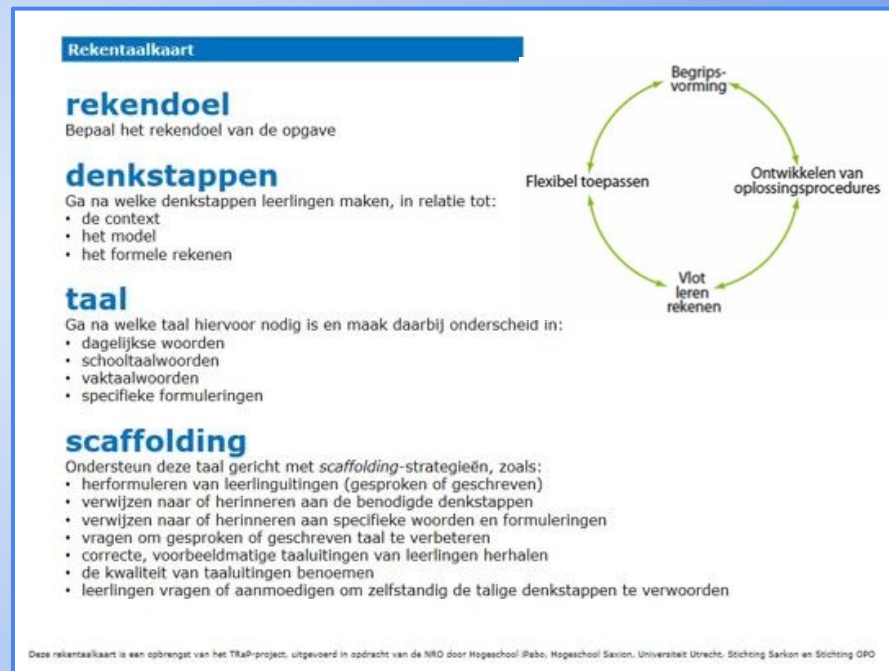 Rekentaalkaart
rekendoel
Bepaal het rekendoel van de opgave
denkstappen
Ga na welke denkstappen leerlingen maken, in relatie tot:
• de context
• het model
• het formele rekenen
taal
Ga na welke taal hiervoor nodig is en maak daarbij onderscheid in:
• dagelijkse woorden
• schooltaalwoorden
• vaktaalwoorden
• specifieke formuleringen
scaffolding
Ondersteun deze taal gericht met scaffolding-strategieën, zoals:
• herformuleren van leerlinguitingen (gesproken of geschreven)
• verwijzen naar of herinneren aan de benodigde denkstappen
• verwijzen naar of herinneren aan specifieke woorden en formuleringen
• vragen om gesproken of geschreven taal te verbeteren
• correcte, voorbeeldmatige taaluitingen van leerlingen herhalen
• de kwaliteit van taaluitingen benoemen
• leerlingen vragen of aanmoedigen om zelfstandig de talige denkstappen te verwoorden
Begrips-
vorming
Flexibel toepassen
Ontwikkelen van
oplossingsprocedures
Vlot
leren
rekenen
Deze rekentaalkaart is een opbrengst van het TRaP-project, uitgevoerd in opdracht van de NRO door Hogeschool iPabo, Hogeschool Saxion, Universiteit Utrecht, Stichting Sarkon en Stichting OPO